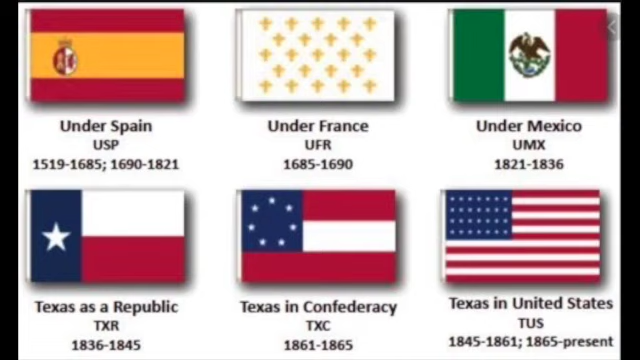 Under Spain
USP
1519-1685; 1690-1821
Under France
UFR
1685-1690
Under Mexico
UMX
1821-1836
Texas as a Republic
TXR
1836-1845
Texas in Confederacy
TXC
1861-1865
Texas in United States
TUS
1845-1861; 1865-present